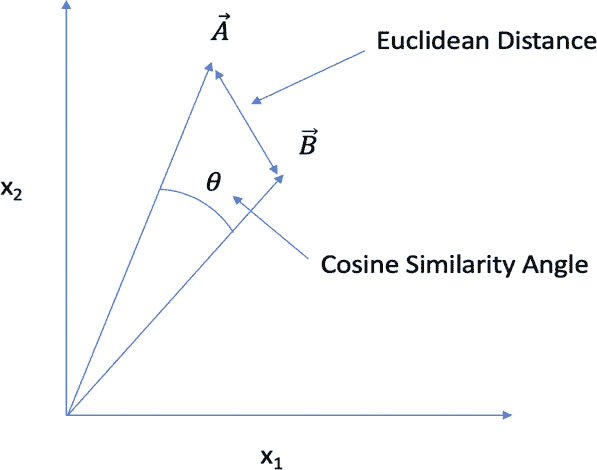 A⃗
Euclidean Distance
B⃗
x₂
θ
Cosine Similarity Angle
x₁